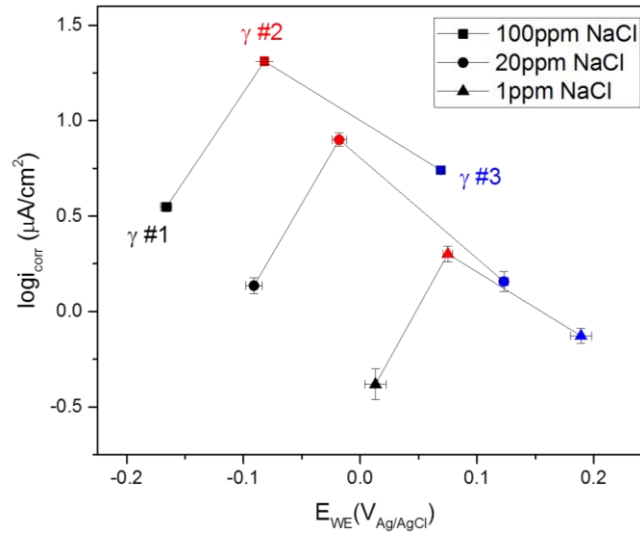 γ #2
100ppm NaCl
20ppm NaCl
1ppm NaCl
γ #3
γ #1
1.5
1.0
0.5
0.0
-0.5
logi_corr (μA/cm²)
-0.2 -0.1 0.0 0.1 0.2
E_WE(V_Ag/AgCl)